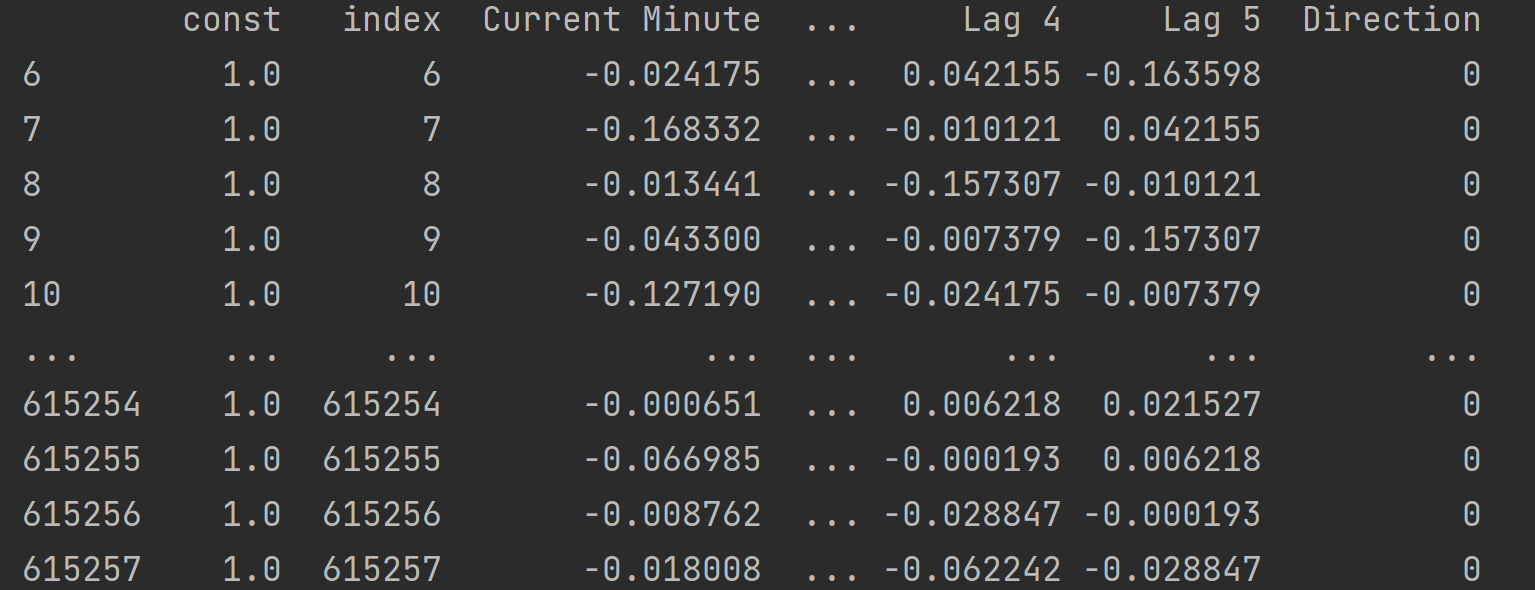 const index Current Minute ... Lag 4 Lag 5 Direction
6 1.0 6 -0.024175 ... 0.042155 -0.163598 0
7 1.0 7 -0.168332 ... -0.010121 0.042155 0
8 1.0 8 -0.013441 ... -0.157307 -0.010121 0
9 1.0 9 -0.043300 ... -0.007379 -0.157307 0
10 1.0 10 -0.127190 ... -0.024175 -0.007379 0
... ... ... ... ... ... ... ...
615254 1.0 615254 -0.000651 ... 0.006218 0.021527 0
615255 1.0 615255 -0.066985 ... -0.000193 0.006218 0
615256 1.0 615256 -0.008762 ... -0.028847 -0.000193 0
615257 1.0 615257 -0.018008 ... -0.062242 -0.028847 0